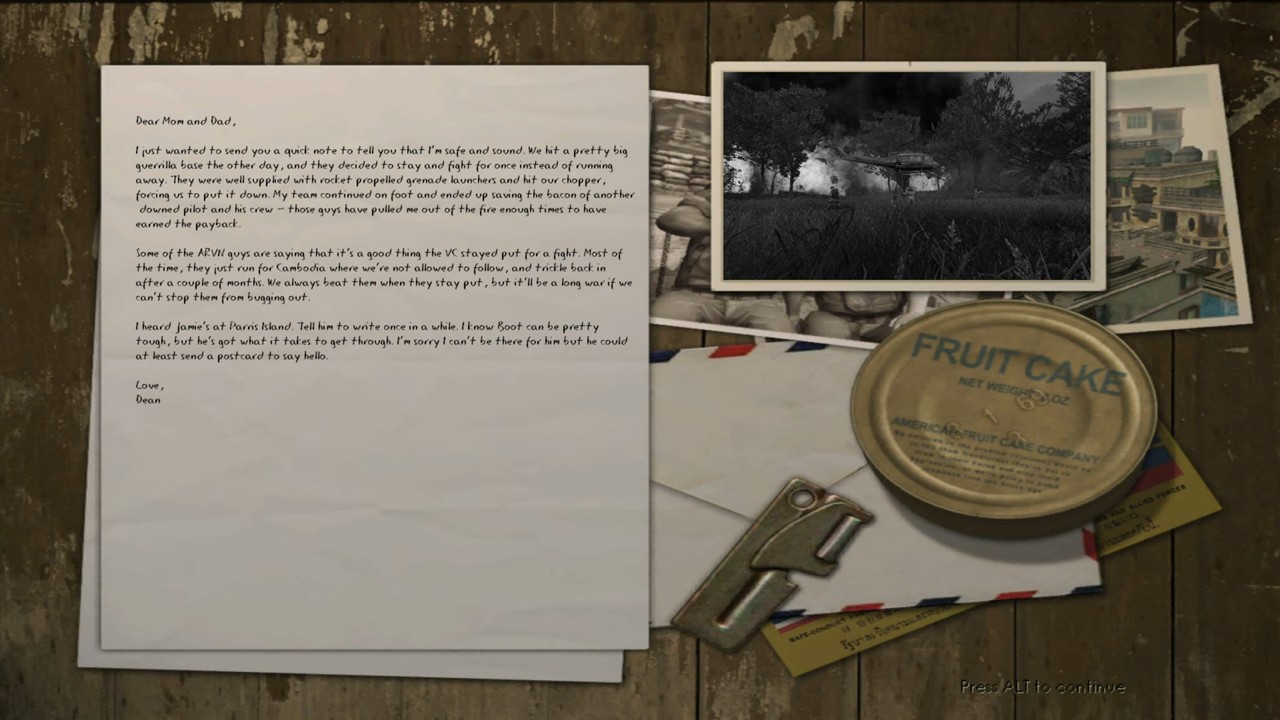 Dear Mom and Dad,
I just wanted to send you a quick note to tell you that I'm safe and sound. We hit a pretty big
guerrilla base the other day, and they decided to stay and fight for once instead of running
away. They were well supplied with rocket propelled grenade launchers and hit our chopper,
forcing us to put it down. My team continued on foot and ended up saving the bacon of another
downed pilot and his crew - those guys have pulled me out of the fire enough times to have
earned the payback.
Some of the ARVN guys are saying that it's a good thing the VC stayed put for a fight. Most of
the time, they just run for Cambodia where we're not allowed to follow, and trickle back in
after a couple of months. We always beat them when they stay put, but it'll be a long war if we
can't stop them from bugging out.
I heard Jamie's at Parris Island. Tell him to write once in a while. I know Boot can be pretty
tough, but he's got what it takes to get through. I'm sorry I can't be there for him but he could
at least send a postcard to say hello.
Love,
Dean
FRUIT CAKE
NET WEIGHT OZ
AMERICAN FRUIT CAKE COMPANY
AND ALLIED FORCES
SAFE-CONDUCT
Press ALT to continue